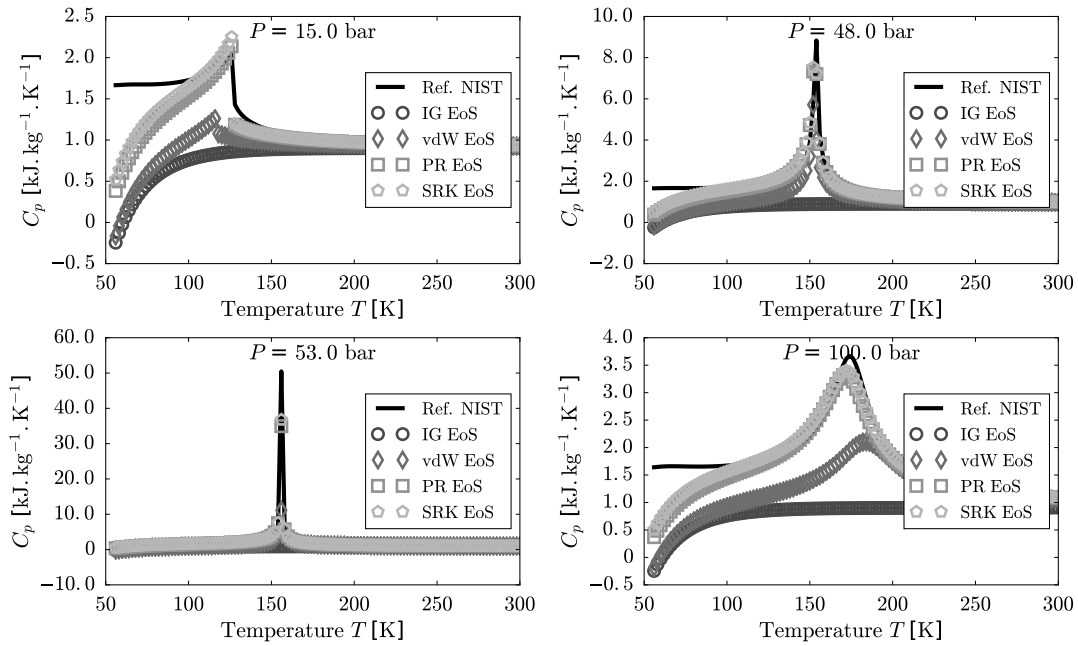 P = 15.0 bar
2.5
2.0
1.5
1.0
0.5
0
−0.5
C_p [kJ.kg⁻¹.K⁻¹]
Ref. NIST
IG EoS
vdW EoS
PR EoS
SRK EoS
50 100 150 200 250 300
Temperature T [K]
P = 48.0 bar
10.0
8.0
6.0
4.0
2.0
0
−2.0
C_p [kJ.kg⁻¹.K⁻¹]
Ref. NIST
IG EoS
vdW EoS
PR EoS
SRK EoS
50 100 150 200 250 300
Temperature T [K]
P = 53.0 bar
60.0
50.0
40.0
30.0
20.0
10.0
0
−10.0
C_p [kJ.kg⁻¹.K⁻¹]
Ref. NIST
IG EoS
vdW EoS
PR EoS
SRK EoS
50 100 150 200 250 300
Temperature T [K]
P = 100.0 bar
4.0
3.5
3.0
2.5
2.0
1.5
1.0
0.5
0
−0.5
C_p [kJ.kg⁻¹.K⁻¹]
Ref. NIST
IG EoS
vdW EoS
PR EoS
SRK EoS
50 100 150 200 250 300
Temperature T [K]